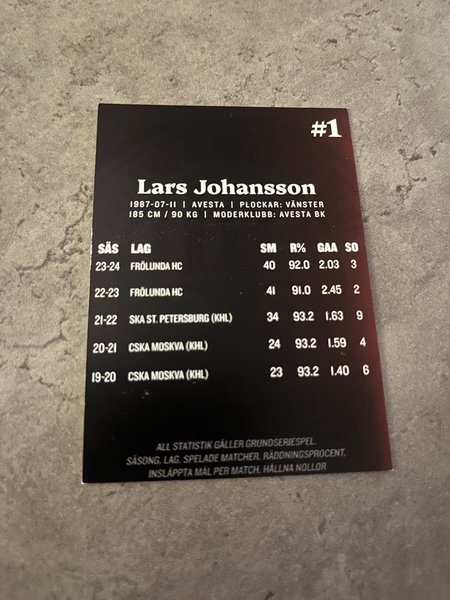 #1
Lars Johansson
1987-07-11 | AVESTA | PLOCKAR: VÄNSTER
185 CM / 90 KG | MODERKLUBB: AVESTA BK
SÄS LAG SM R% GAA SO
23-24 FRÖLUNDA HC 40 92.0 2.03 3
22-23 FRÖLUNDA HC 41 91.0 2.45 2
21-22 SKA ST. PETERSBURG (KHL) 34 93.2 1.63 9
20-21 CSKA MOSKVA (KHL) 24 93.2 1.59 4
19-20 CSKA MOSKVA (KHL) 23 93.2 1.40 6
ALL STATISTIK GÄLLER GRUNDSERIESPEL.
SÄSONG, LAG, SPELADE MATCHER, RÄDDNINGSPROCENT,
INSLÄPPTA MÅL PER MATCH, HÅLLNA NOLLOR